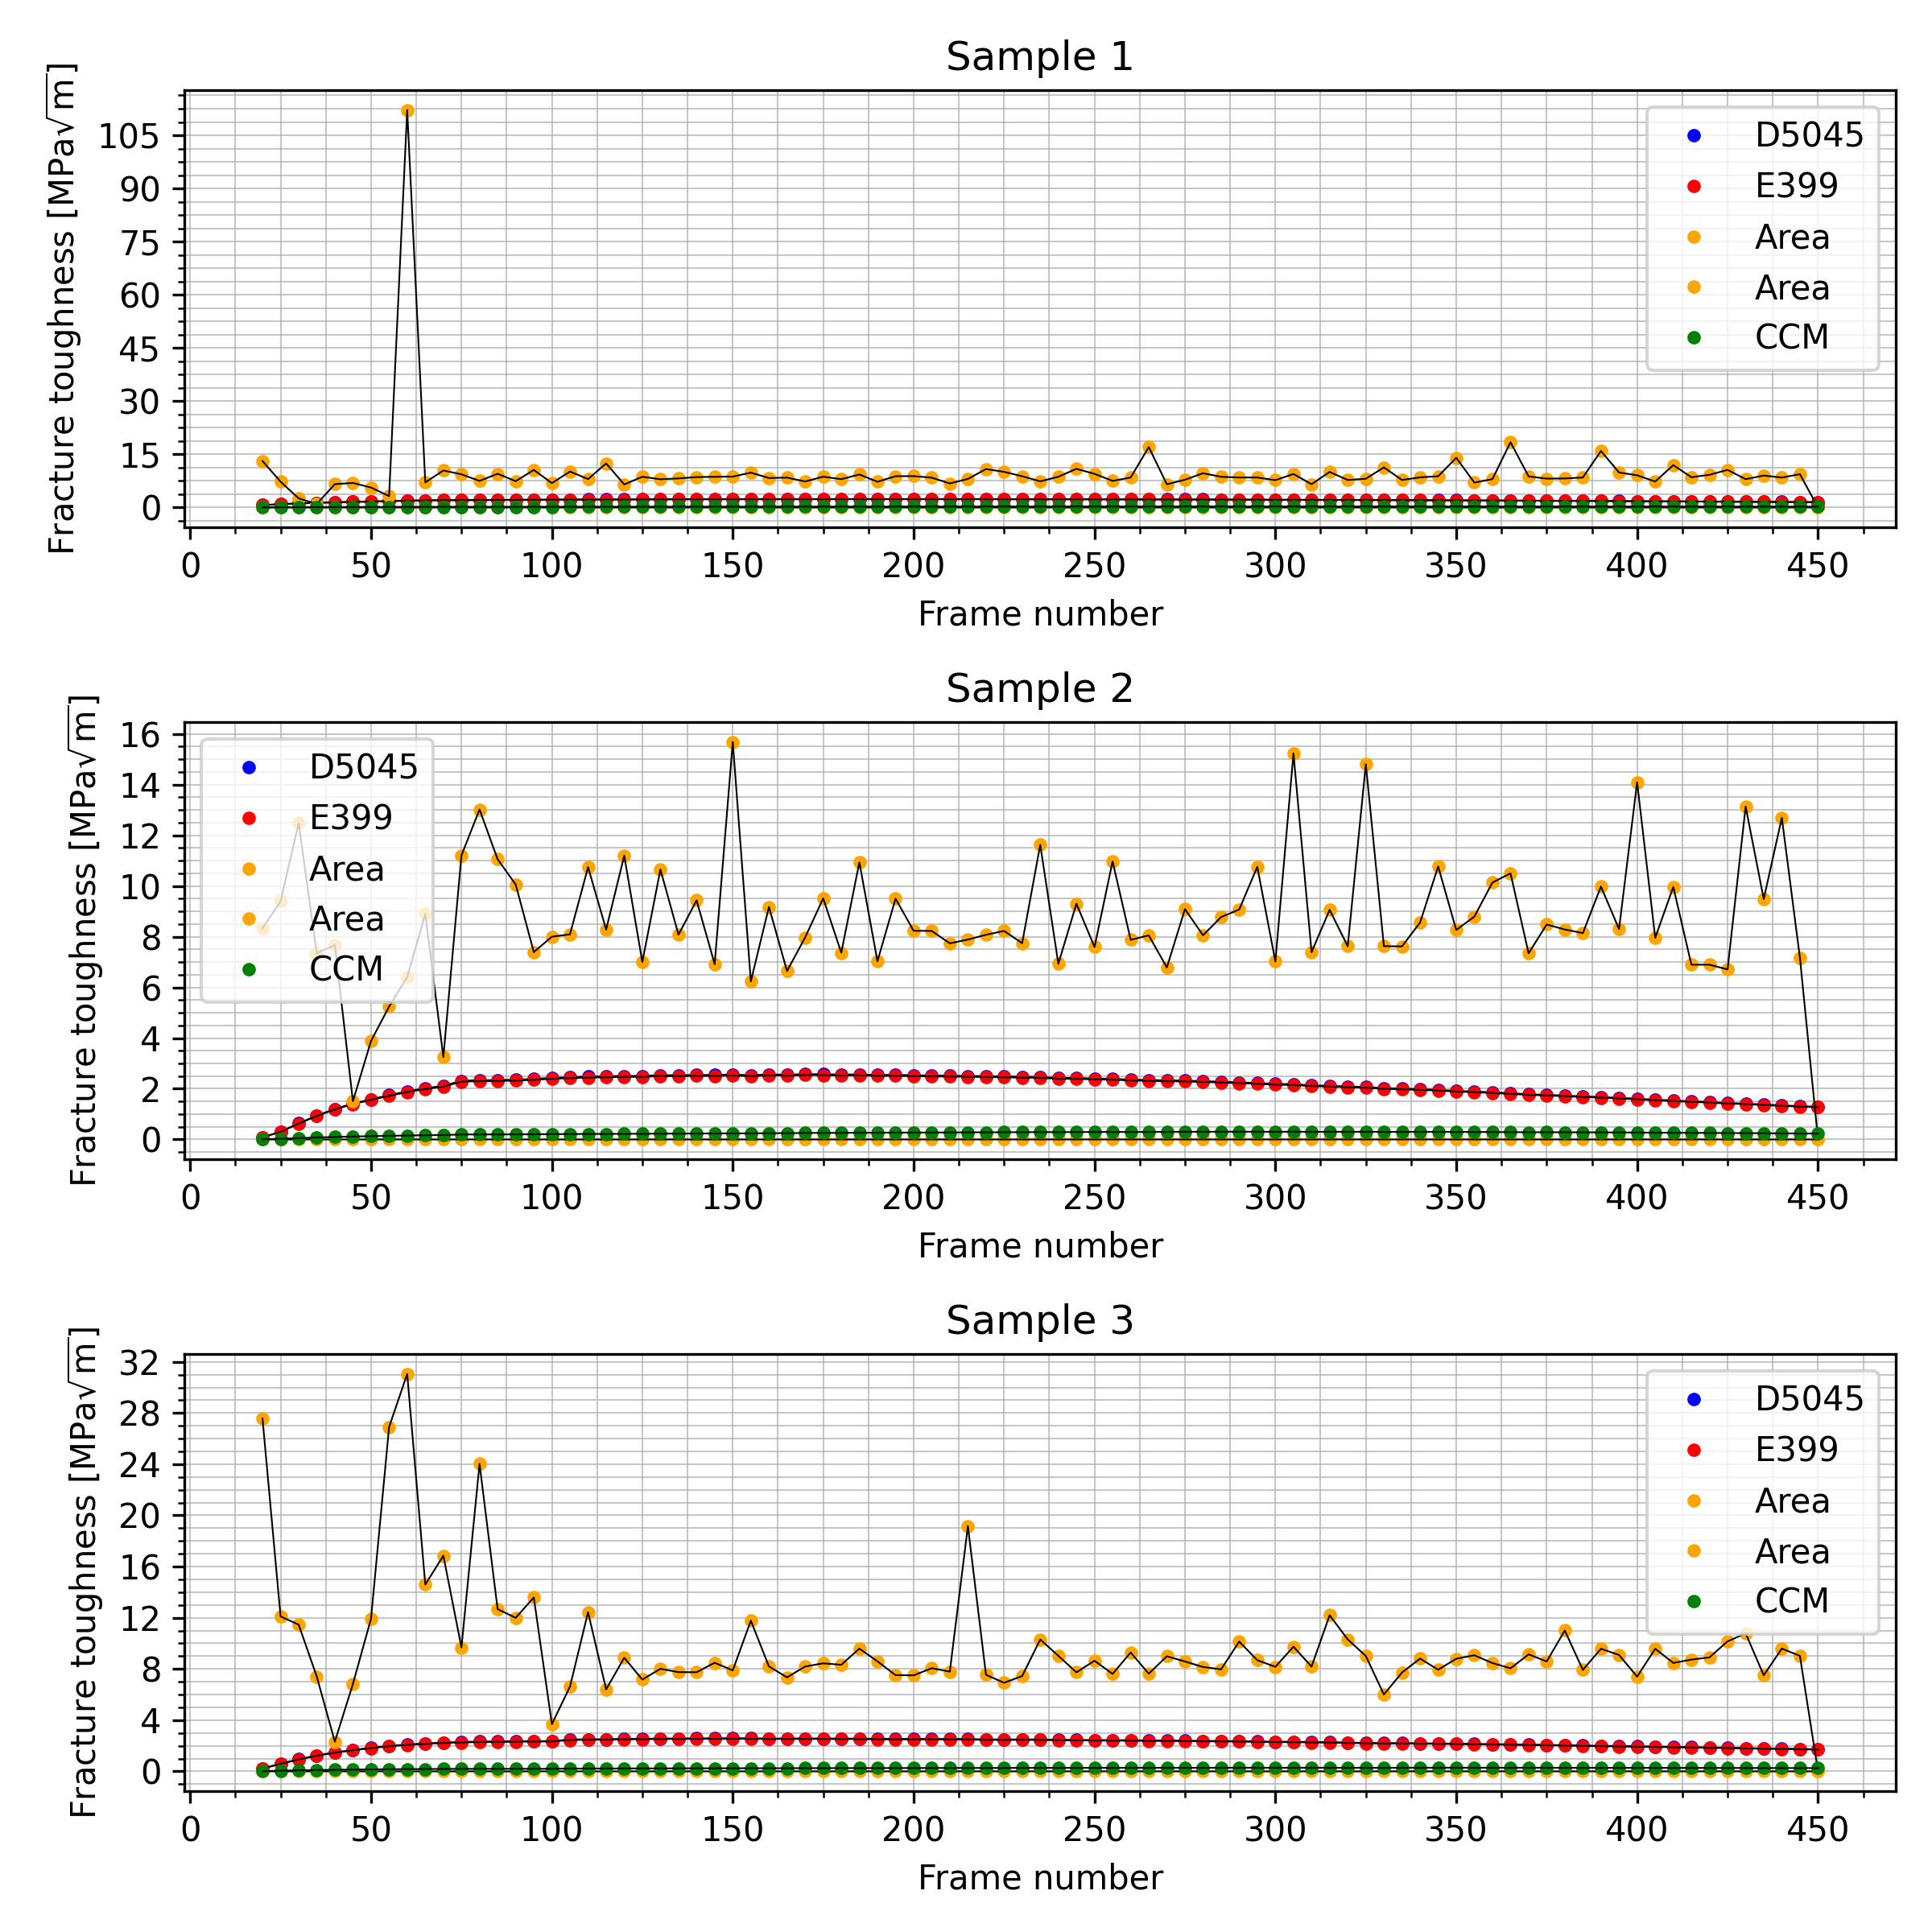 Sample 1
Fracture toughness [MPa√m]
105
90
75
60
45
30
15
0
D5045
E399
Area
Area
CCM
0 50 100 150 200 250 300 350 400 450
Frame number
Sample 2
Fracture toughness [MPa√m]
16
14
12
10
8
6
4
2
0
D5045
E399
Area
Area
CCM
0 50 100 150 200 250 300 350 400 450
Frame number
Sample 3
Fracture toughness [MPa√m]
32
28
24
20
16
12
8
4
0
D5045
E399
Area
Area
CCM
0 50 100 150 200 250 300 350 400 450
Frame number